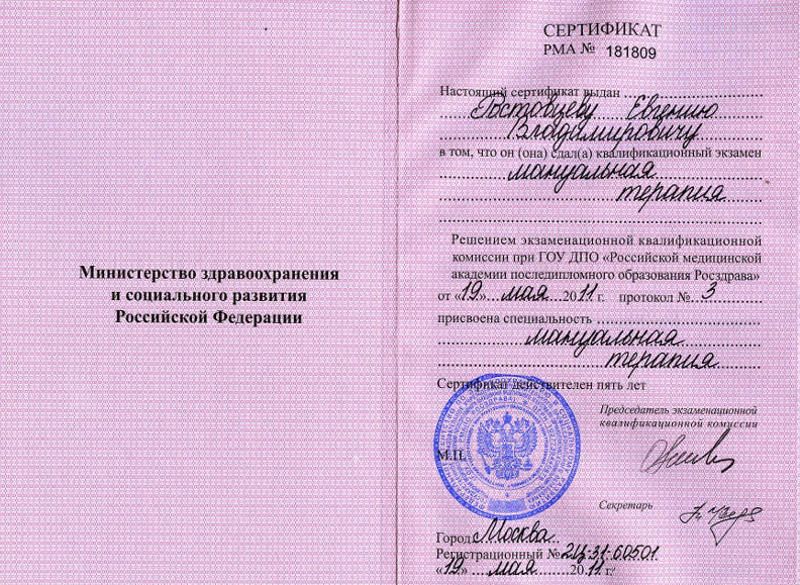 Министерство здравоохранения
и социального развития
Российской Федерации
СЕРТИФИКАТ
РМА № 181809
Настоящий сертификат выдан
Ростовцеву Евгению
Владимировичу
в том, что он (она) сдал(а) квалификационный экзамен
мануальная
терапия
Решением экзаменационной квалификационной
комиссии при ГОУ ДПО «Российской медицинской
академии последипломного образования Росздрава»
от «19» мая 2011 г. протокол № 3
присвоена специальность
мануальная
терапия
Сертификат действителен пять лет
Председатель экзаменационной
квалификационной комиссии
М.П.
Секретарь
Город Москва
Регистрационный № 2Ц-31-60501
«19» мая 2011 г.